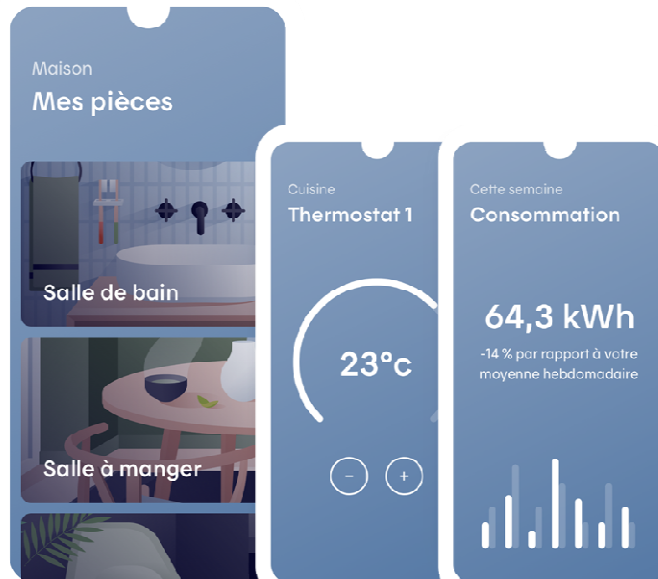 Maison
Mes pièces
Salle de bain
Salle à manger
Cuisine
Thermostat 1
23°c
−
+
Cette semaine
Consommation
64,3 kWh
-14 % par rapport à votre
moyenne hebdomadaire